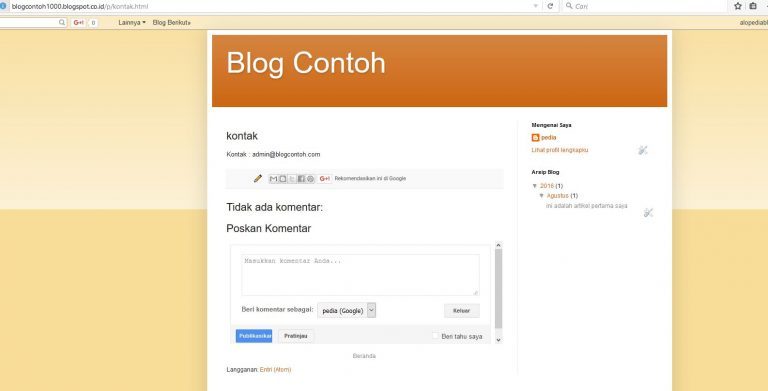 blogcontoh1000.blogspot.co.id/p/kontak.html
Cari
G+1 0 Lainnya Blog Berikut»
Blog Contoh
kontak
Kontak : admin@blogcontoh.com
G+1 Rekomendasikan ini di Google
Tidak ada komentar:
Poskan Komentar
Masukkan komentar Anda...
Beri komentar sebagai: pedia (Google) Keluar
Publikasikan Pratinjau Beri tahu saya
Beranda
Langganan: Entri (Atom)
Mengenai Saya
pedia
Lihat profil lengkapku
Arsip Blog
▼ 2016 (1)
▼ Agustus (1)
ini adalah artikel pertama saya